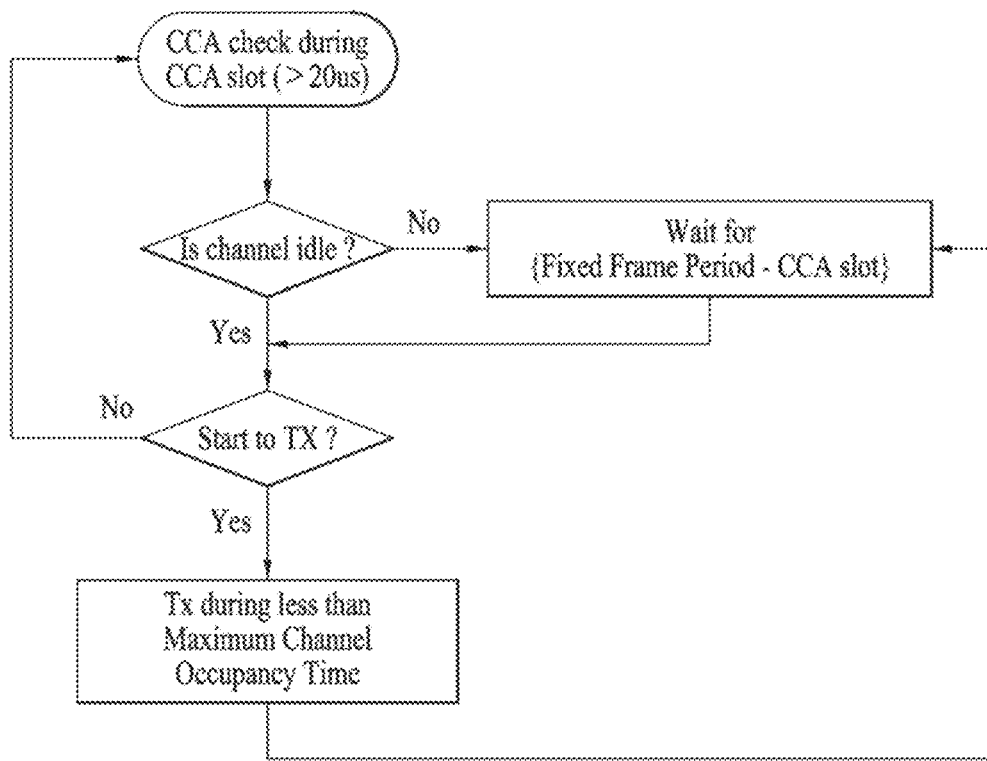 CCA check during
CCA slot ( > 20us)
Is channel idle ?
No
Wait for
{Fixed Frame Period - CCA slot}
Yes
No
Start to TX ?
Yes
Tx during less than
Maximum Channel
Occupancy Time